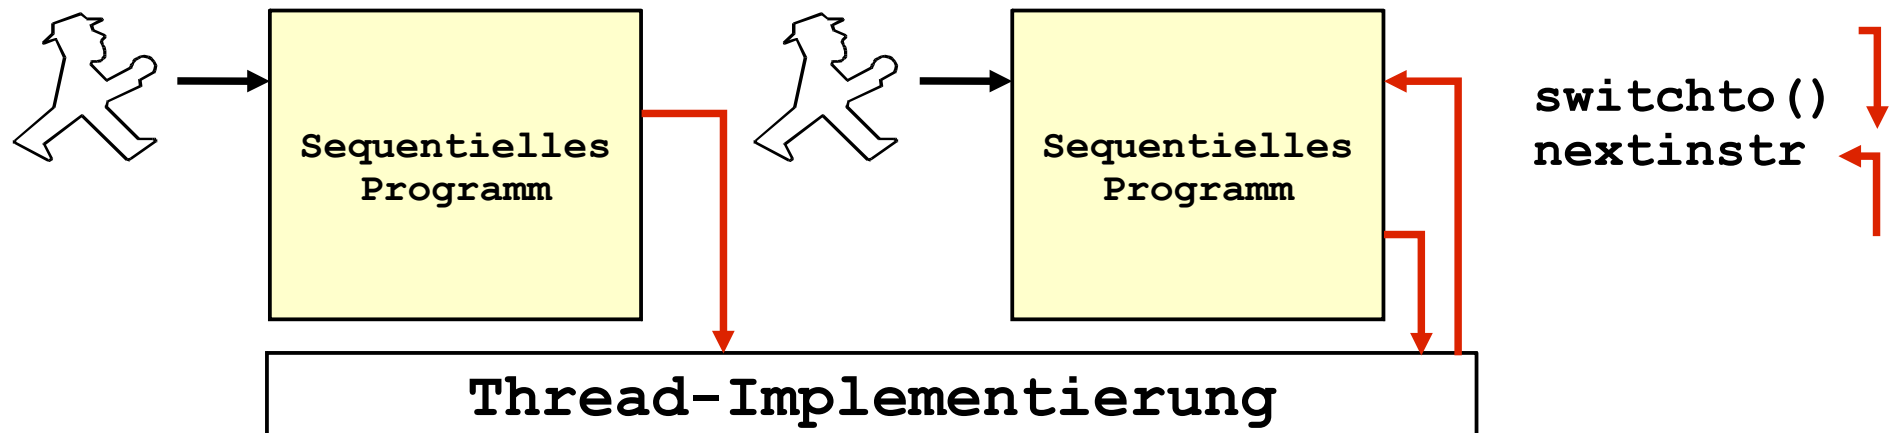 Sequentielles
Programm
Sequentielles
Programm
switchto()
nextinstr
Thread-Implementierung